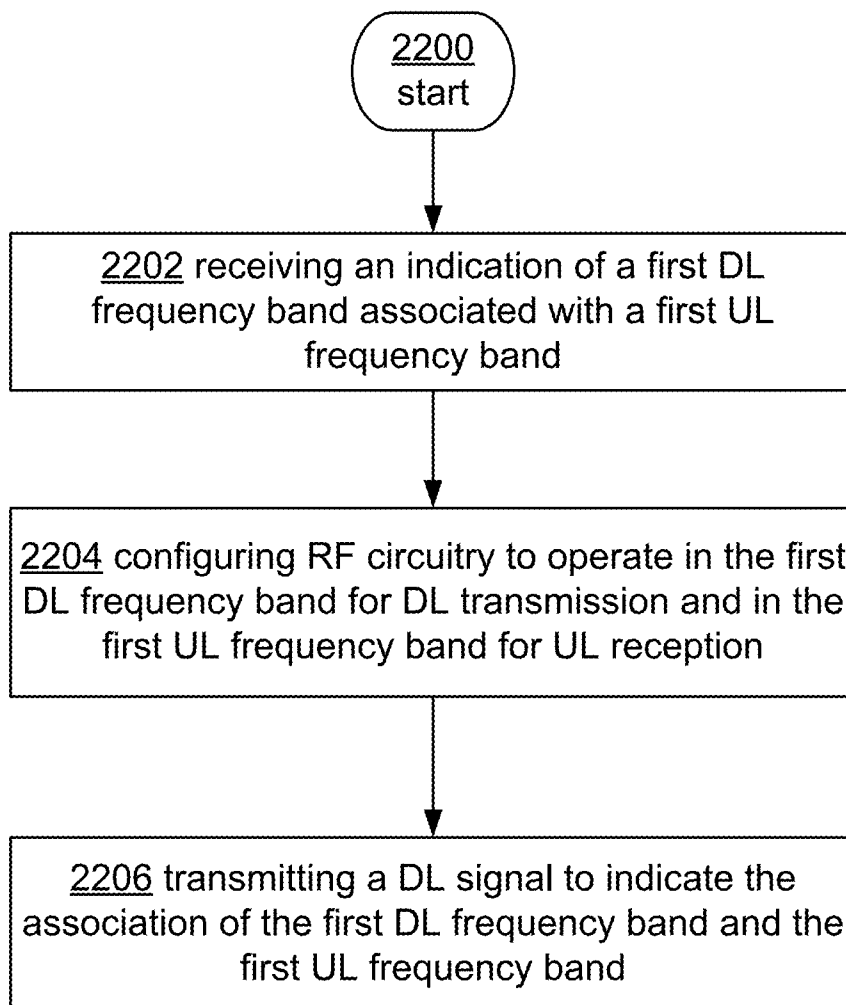 2200
start
2202 receiving an indication of a first DL
frequency band associated with a first UL
frequency band
2204 configuring RF circuitry to operate in the first
DL frequency band for DL transmission and in the
first UL frequency band for UL reception
2206 transmitting a DL signal to indicate the
association of the first DL frequency band and the
first UL frequency band